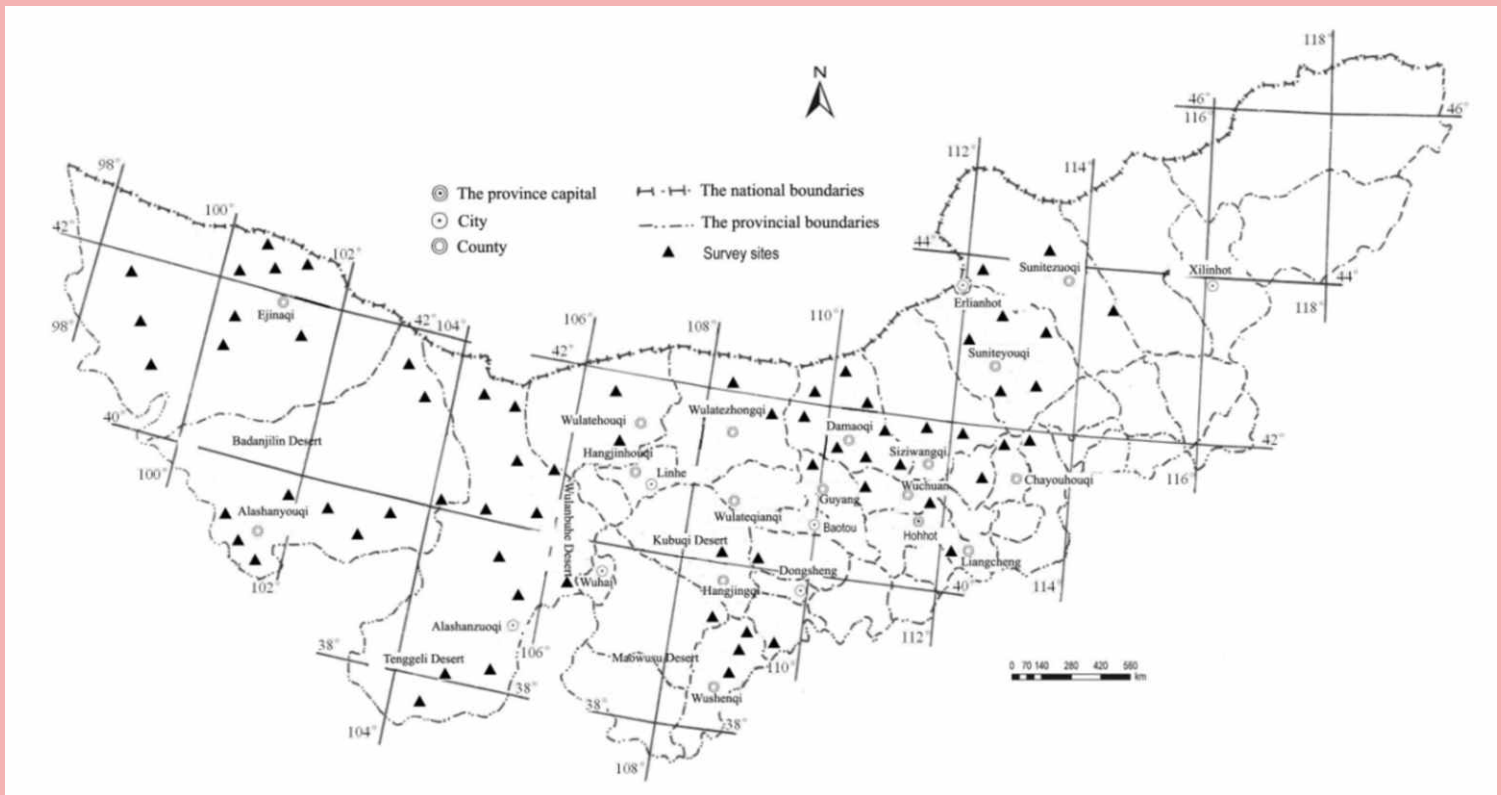 118°
N
46°
46°
116°
112°
98°
114°
The province capital
The national boundaries
100°
City
The provincial boundaries
42°
44°
County
Survey sites
102°
Sunitezuoqi
Xilinhot
44°
Erlianhot
118°
Ejinaqi
98°
42°
104°
106°
108°
110°
42°
Suniteyouqi
40°
Wulatehouqi
Wulatezhongqi
Damaoqi
Badanjilin Desert
42°
Hangjinhouqi
Siziwangqi
100°
Linhe
116°
Chayouhouqi
Wuchuan
Guyang
Wulanbuhe Desert
Alashanyouqi
Wulateqianqi
Baotou
Hohhot
Kubuqi Desert
Liangcheng
Dongsheng
102°
Wuhai
Hangjingqi
40°
114°
Alashanzuoqi
112°
38°
106°
Tenggeli Desert
Maowusu Desert
110°
0 70 140 280 420 560
km
38°
Wushenqi
38°
38°
104°
108°